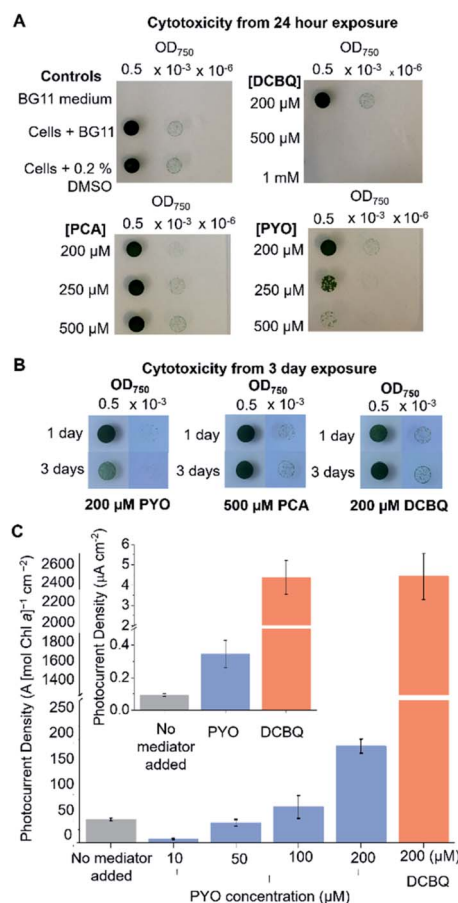 A
Cytotoxicity from 24 hour exposure
OD750
Controls 0.5 x 10−3 x 10−6
BG11 medium
Cells + BG11
Cells + 0.2 %
DMSO
OD750
[DCBQ] 0.5 x 10−3 x 10−6
200 µM
500 µM
1 mM
OD750
[PCA] 0.5 x 10−3 x 10−6
200 µM
250 µM
500 µM
OD750
[PYO] 0.5 x 10−3 x 10−6
200 µM
250 µM
500 µM
B
Cytotoxicity from 3 day exposure
OD750
0.5 x 10−3
1 day
3 days
200 µM PYO
OD750
0.5 x 10−3
1 day
3 days
500 µM PCA
OD750
0.5 x 10−3
1 day
3 days
200 µM DCBQ
C
Photocurrent Density (A [mol Chl a]−1 cm−2)
2600
2400
2200
2000
1800
1600
1400
250
200
150
100
50
0
Photocurrent Density (µA cm−2)
6
5
4
3
2
0.4
0.2
0.0
No
mediator
added
PYO
DCBQ
No mediator
added
10
50
100
200
200 (µM)
DCBQ
PYO concentration (µM)